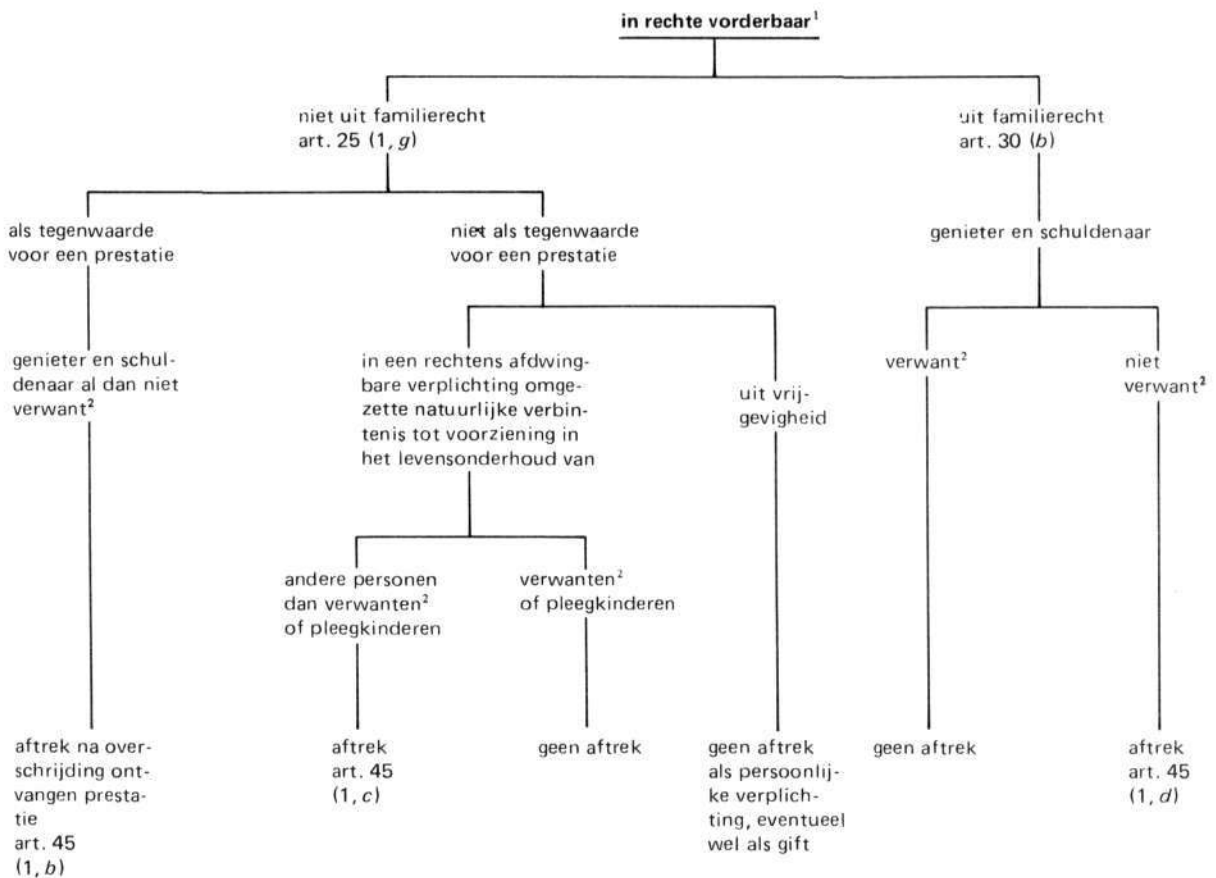 in rechte vorderbaar¹
niet uit familierecht
art. 25 (1, g)
uit familierecht
art. 30 (b)
als tegenwaarde
voor een prestatie
niet als tegenwaarde
voor een prestatie
genieter en schuldenaar
genieter en schul-
denaar al dan niet
verwant²
in een rechtens afdwing-
bare verplichting omge-
zette natuurlijke verbin-
tenis tot voorziening in
het levensonderhoud van
uit vrij-
gevigheid
verwant²
niet
verwant²
andere personen
dan verwanten²
of pleegkinderen
verwanten²
of pleegkinderen
aftrek na over-
schrijding ont-
vangen presta-
tie
art. 45
(1, b)
aftrek
art. 45
(1, c)
geen aftrek
geen aftrek
als persoonlij-
ke verplich-
ting, eventueel
wel als gift
geen aftrek
aftrek
art. 45
(1, d)